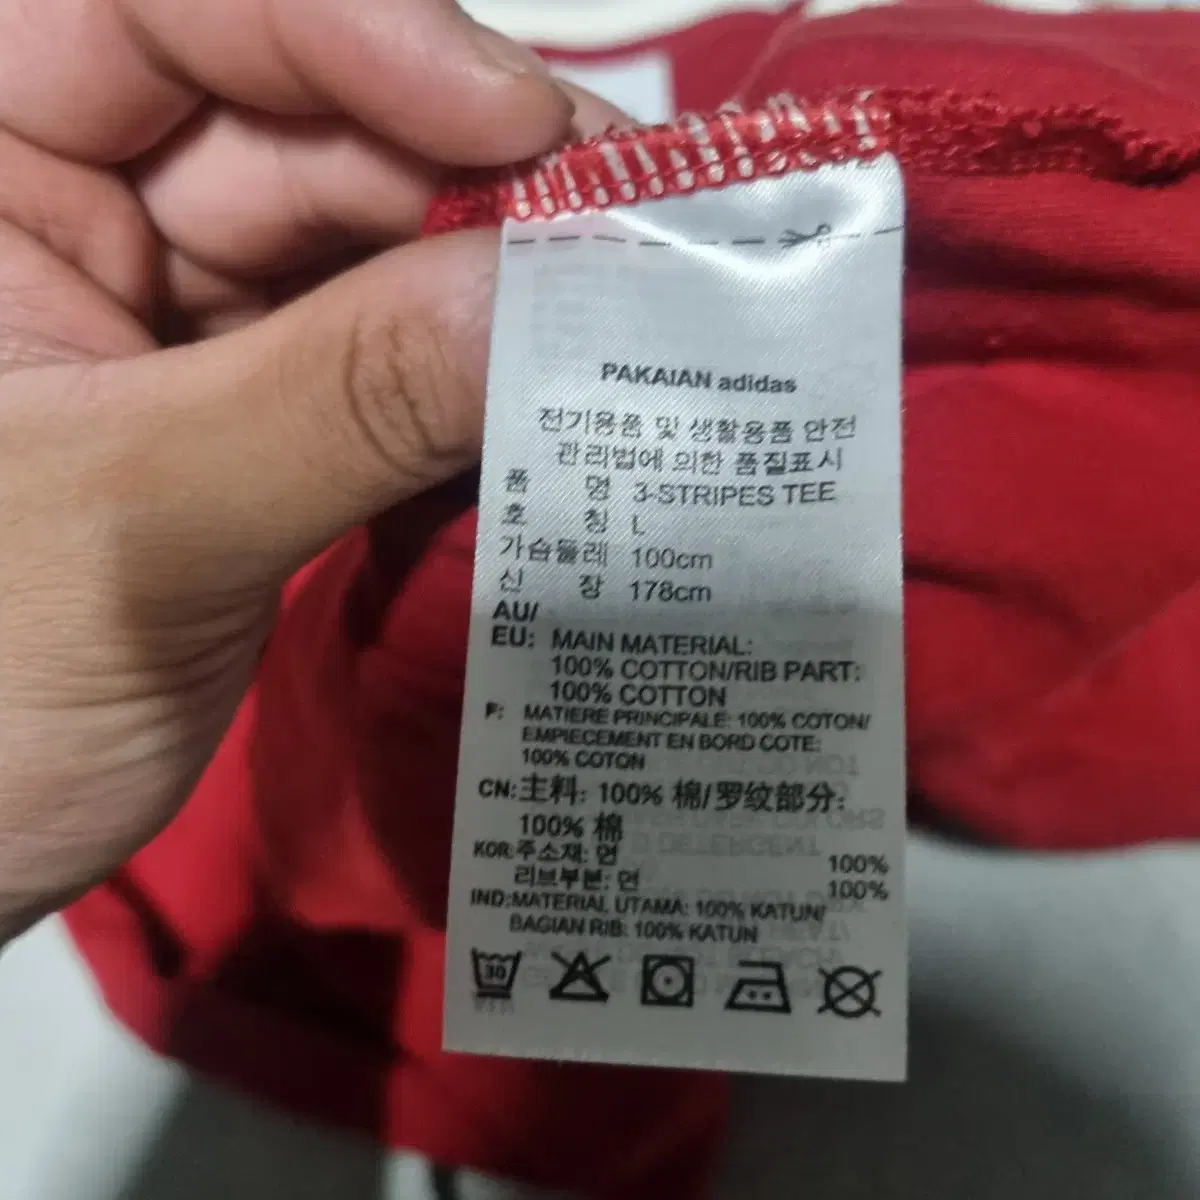 PAKAIAN adidas
전기용품 및 생활용품 안전
관리법에 의한 품질표시
품 명 3-STRIPES TEE
호 칭 L
가슴둘레 100cm
신 장 178cm
AU/
EU: MAIN MATERIAL:
100% COTTON/RIB PART:
100% COTTON
F: MATIERE PRINCIPALE: 100% COTON/
EMPIECEMENT EN BORD COTE:
100% COTON
CN:主料: 100% 棉/罗纹部分:
100% 棉
KOR:주소재: 면 100%
리브부분: 면 100%
IND:MATERIAL UTAMA: 100% KATUN/
BAGIAN RIB: 100% KATUN
30